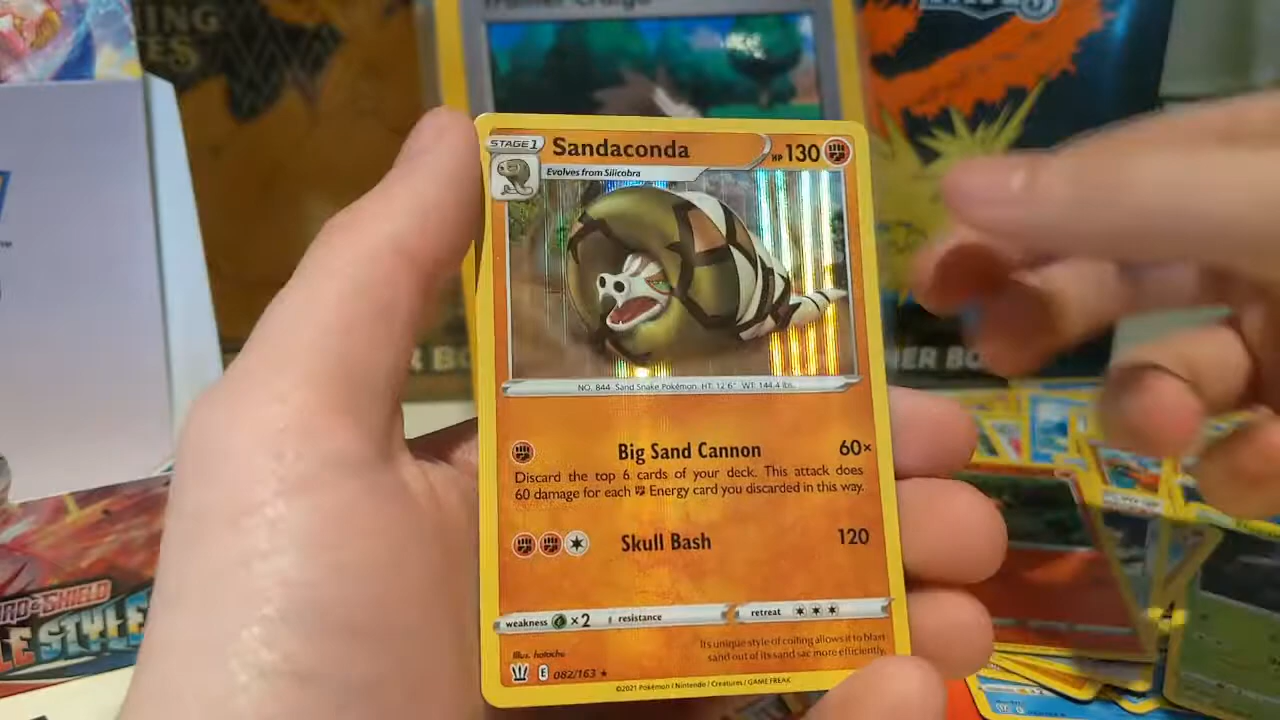 STAGE 1
Sandaconda
HP 130
Evolves from Silicobra
NO. 844 Sand Snake Pokémon HT: 12'6" WT: 144.4 lbs.
Big Sand Cannon 60×
Discard the top 6 cards of your deck. This attack does
60 damage for each Energy card you discarded in this way.
Skull Bash 120
weakness ×2 resistance retreat
Its unique style of coiling allows it to blast
sand out of its sand sac more efficiently.
Illus. hatachu
E 082/163
©2021 Pokémon / Nintendo / Creatures / GAME FREAK
SHIELD
LE STYLE
NING
ES
ER BO